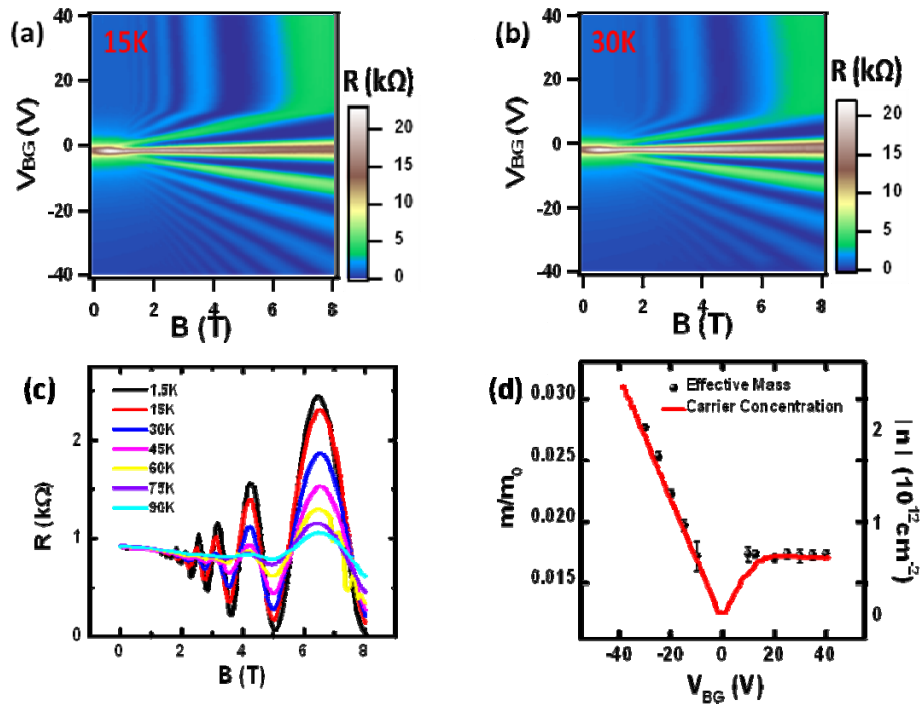 (a)
15K
V_BG (V)
40
20
0
-20
-40
0
2
4
6
8
B (T)
R (kΩ)
20
15
10
5
0
(b)
30K
V_BG (V)
40
20
0
-20
-40
0
2
4
6
8
B (T)
R (kΩ)
20
15
10
5
0
(c)
1.5K
15K
30K
45K
60K
75K
90K
R (kΩ)
2
1
0
0
2
4
6
8
B (T)
(d)
Effective Mass
Carrier Concentration
m/m₀
0.030
0.025
0.020
0.015
-40
-20
0
20
40
V_BG (V)
2
1
0
| n | (10¹²cm⁻²)